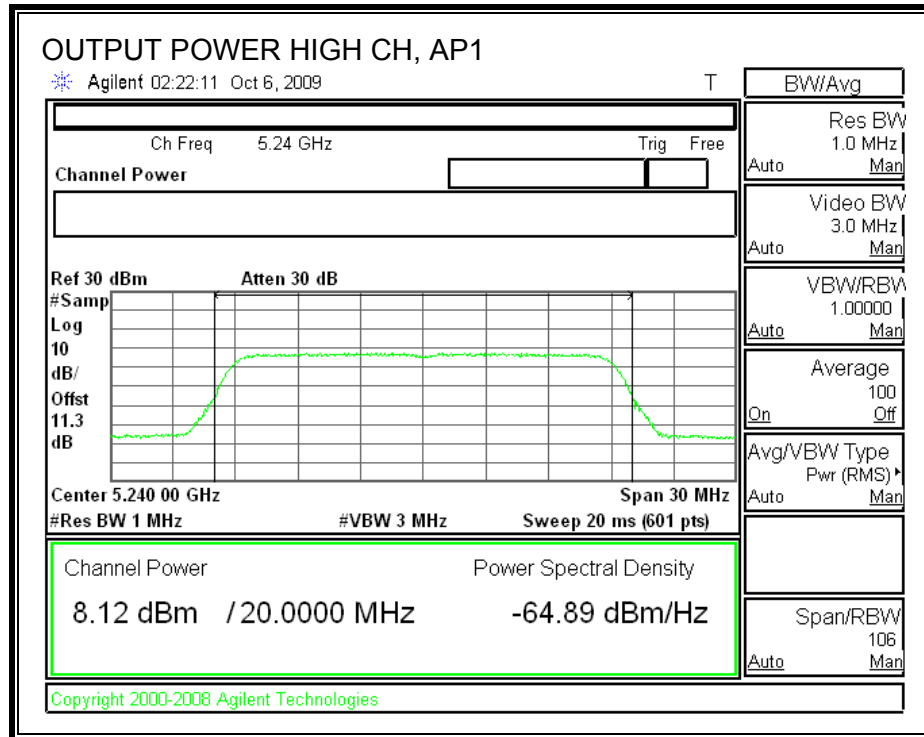 OUTPUT POWER HIGH CH, AP1
Agilent 02:22:11 Oct 6, 2009 T
Ch Freq 5.24 GHz Trig Free
Channel Power
Ref 30 dBm Atten 30 dB
#Samp
Log
10
dB/
Offst
11.3
dB
Center 5.240 00 GHz Span 30 MHz
#Res BW 1 MHz #VBW 3 MHz Sweep 20 ms (601 pts)
Channel Power Power Spectral Density
8.12 dBm /20.0000 MHz -64.89 dBm/Hz
Copyright 2000-2008 Agilent Technologies
BW/Avg
Res BW
1.0 MHz
Auto Man
Video BW
3.0 MHz
Auto Man
VBW/RBW
1.00000
Auto Man
Average
100
On Off
Avg/VBW Type
Pwr (RMS)
Auto Man
Span/RBW
106
Auto Man